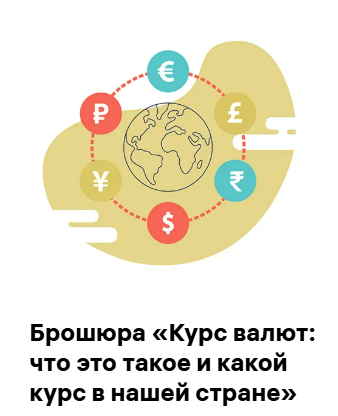 €
₽
£
¥
₹
$
Брошюра «Курс валют:
что это такое и какой
курс в нашей стране»